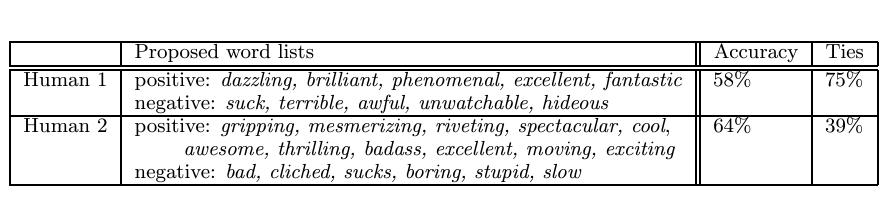 Proposed word lists Accuracy Ties
Human 1 positive: dazzling, brilliant, phenomenal, excellent, fantastic 58% 75%
negative: suck, terrible, awful, unwatchable, hideous
Human 2 positive: gripping, mesmerizing, riveting, spectacular, cool, 64% 39%
awesome, thrilling, badass, excellent, moving, exciting
negative: bad, cliched, sucks, boring, stupid, slow